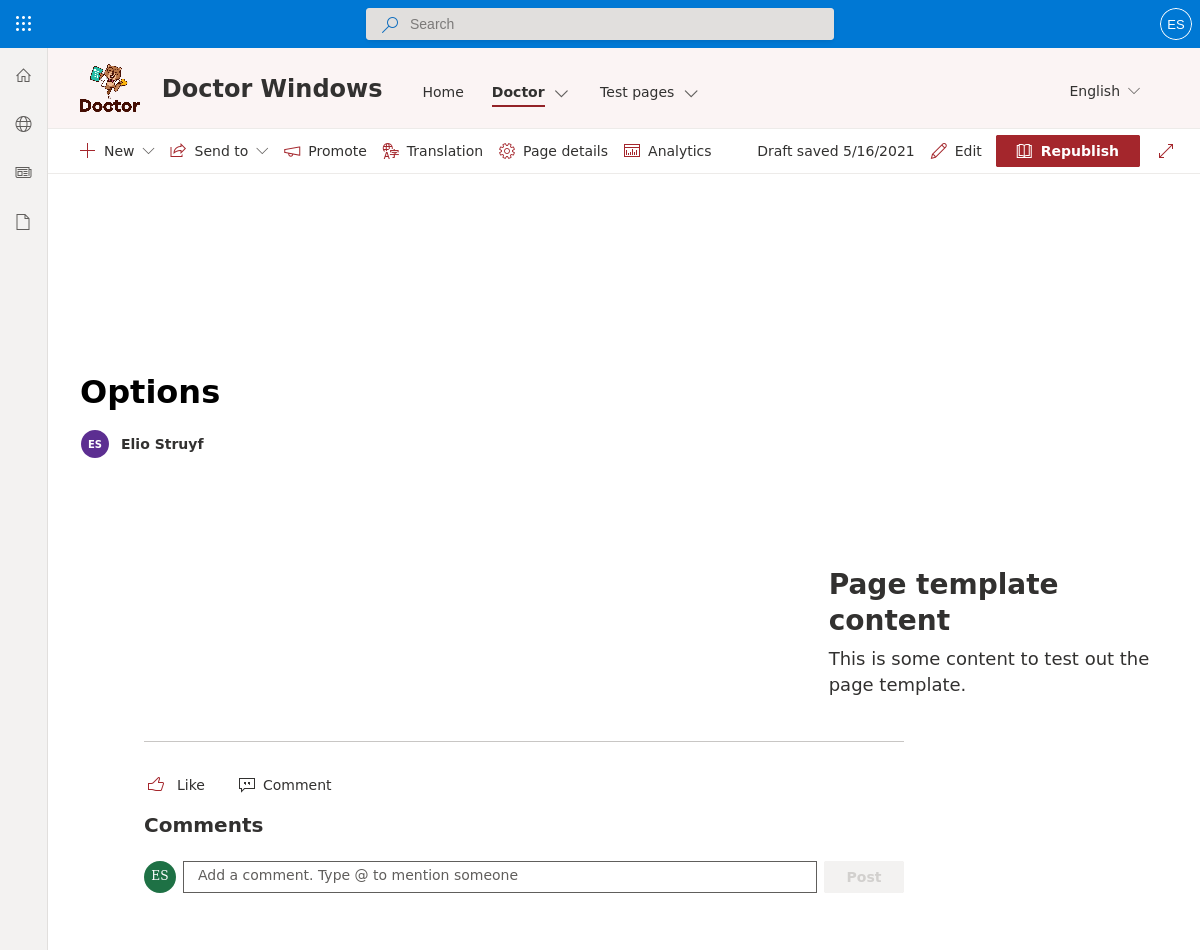 Search
ES
Doctor
Doctor Windows
Home
Doctor
Test pages
English
New
Send to
Promote
Translation
Page details
Analytics
Draft saved 5/16/2021
Edit
Republish
Options
ES
Elio Struyf
Page template
content
This is some content to test out the
page template.
Like
Comment
Comments
ES
Add a comment. Type @ to mention someone
Post